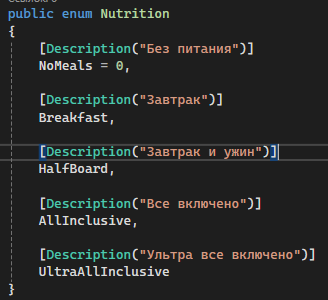 public enum Nutrition
{
[Description("Без питания")]
NoMeals = 0,
[Description("Завтрак")]
Breakfast,
[Description("Завтрак и ужин")]
HalfBoard,
[Description("Все включено")]
AllInclusive,
[Description("Ультра все включено")]
UltraAllInclusive
}